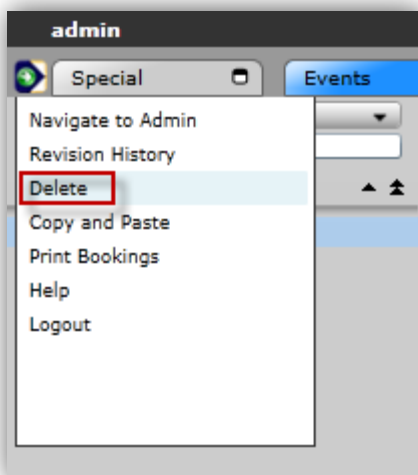 admin
Special
Events
Navigate to Admin
Revision History
Delete
Copy and Paste
Print Bookings
Help
Logout